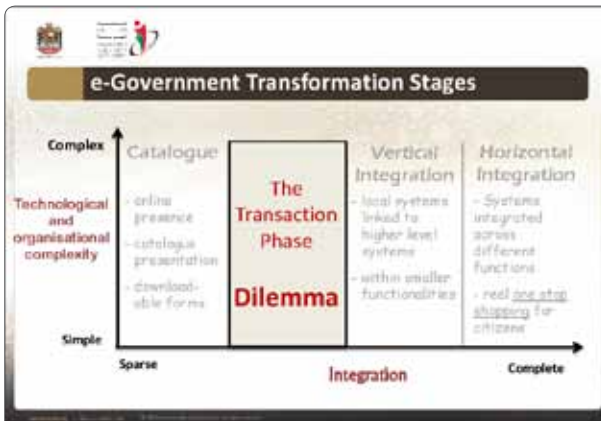 e-Government Transformation Stages
Complex
Technological
and
organisational
complexity
Simple
Catalogue
- online
presence
- catalogue
presentation
- download-
able forms
The
Transaction
Phase
Dilemma
Vertical
Integration
- local systems
linked to
higher level
systems
- within smaller
functionalities
Horizontal
Integration
- Systems
integrated
across
different
functions
- real one stop
shopping for
citizens
Sparse
Integration
Complete